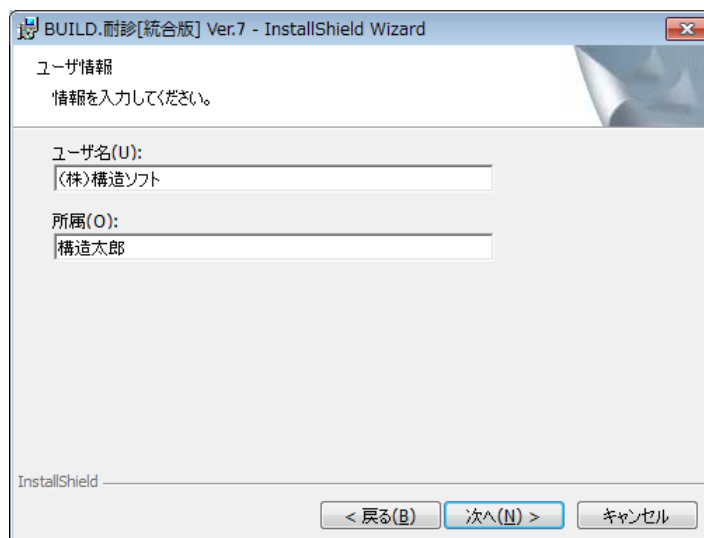 BUILD.耐診[統合版] Ver.7 - InstallShield Wizard
ユーザ情報
情報を入力してください。
ユーザ名(U):
(株)構造ソフト
所属(O):
構造太郎
InstallShield
< 戻る(B)
次へ(N) >
キャンセル